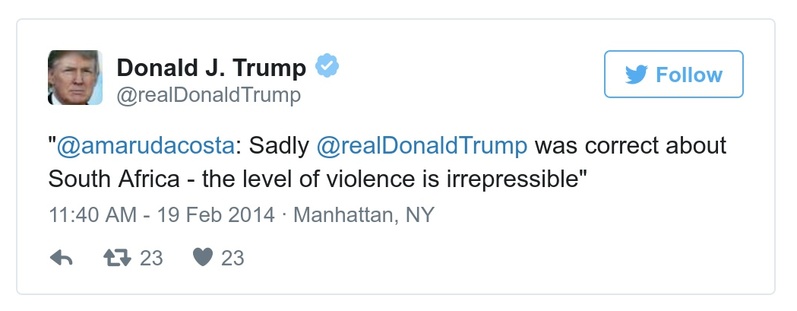 Donald J. Trump
@realDonaldTrump
Follow
"@amarudacosta: Sadly @realDonaldTrump was correct about
South Africa - the level of violence is irrepressible"
11:40 AM - 19 Feb 2014 · Manhattan, NY
23 23